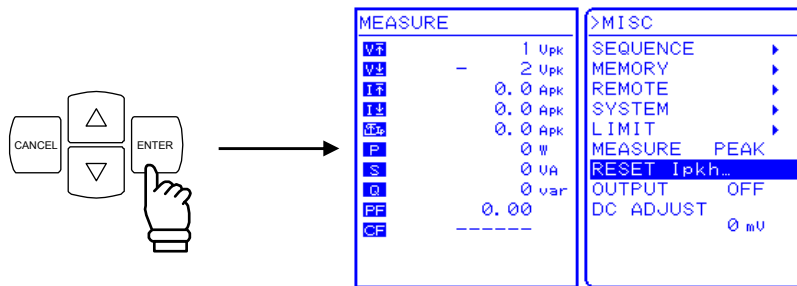 CANCEL
ENTER
MEASURE
V 1 Vpk
V - 2 Vpk
I 0.0 Apk
I 0.0 Apk
Ip 0.0 Apk
P 0 W
S 0 VA
Q 0 var
PF 0.00
CF ------
>MISC
SEQUENCE
MEMORY
REMOTE
SYSTEM
LIMIT
MEASURE PEAK
RESET Ipkh…
OUTPUT OFF
DC ADJUST
0 mV